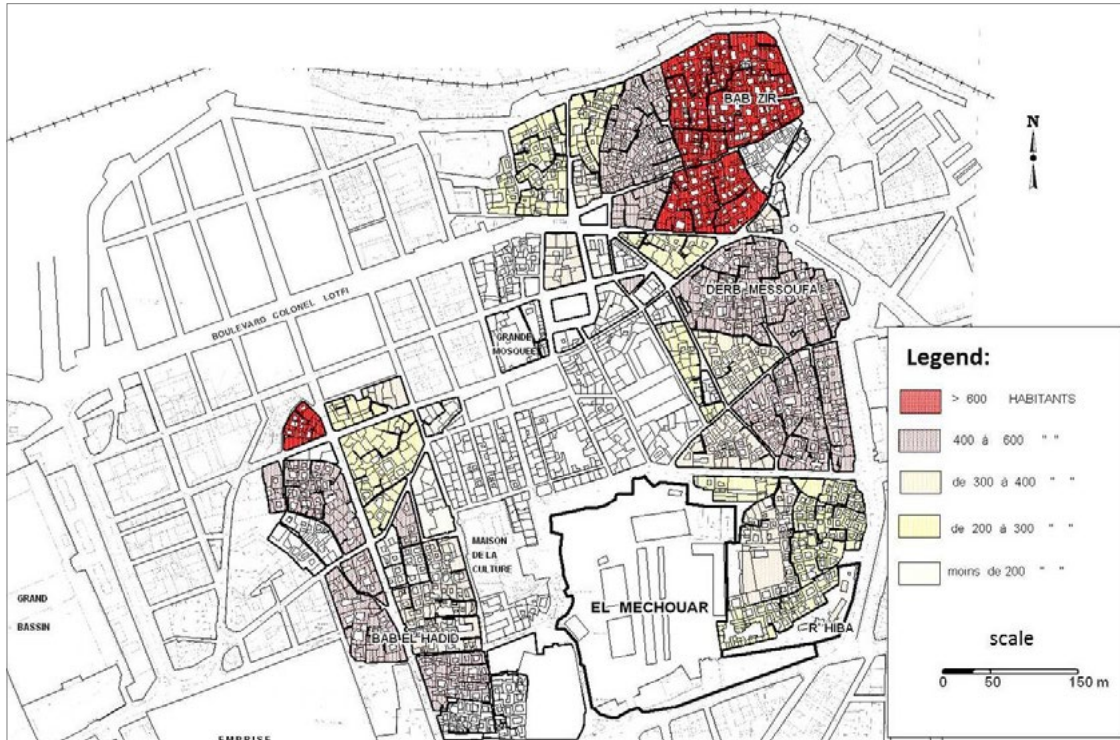 BAB ZIR
N
DERB MESSOUFA
BOULEVARD COLONEL LOTFI
GRANDE
MOSQUEE
MAISON
DE LA
CULTURE
GRAND
BASSIN
EL MECHOUAR
R' HIBA
BAB EL HADID
EMPRISE
Legend:
> 600 HABITANTS
400 á 600 " "
de 300 á 400 " "
de 200 á 300 " "
moins de 200 " "
scale
0 50 150 m